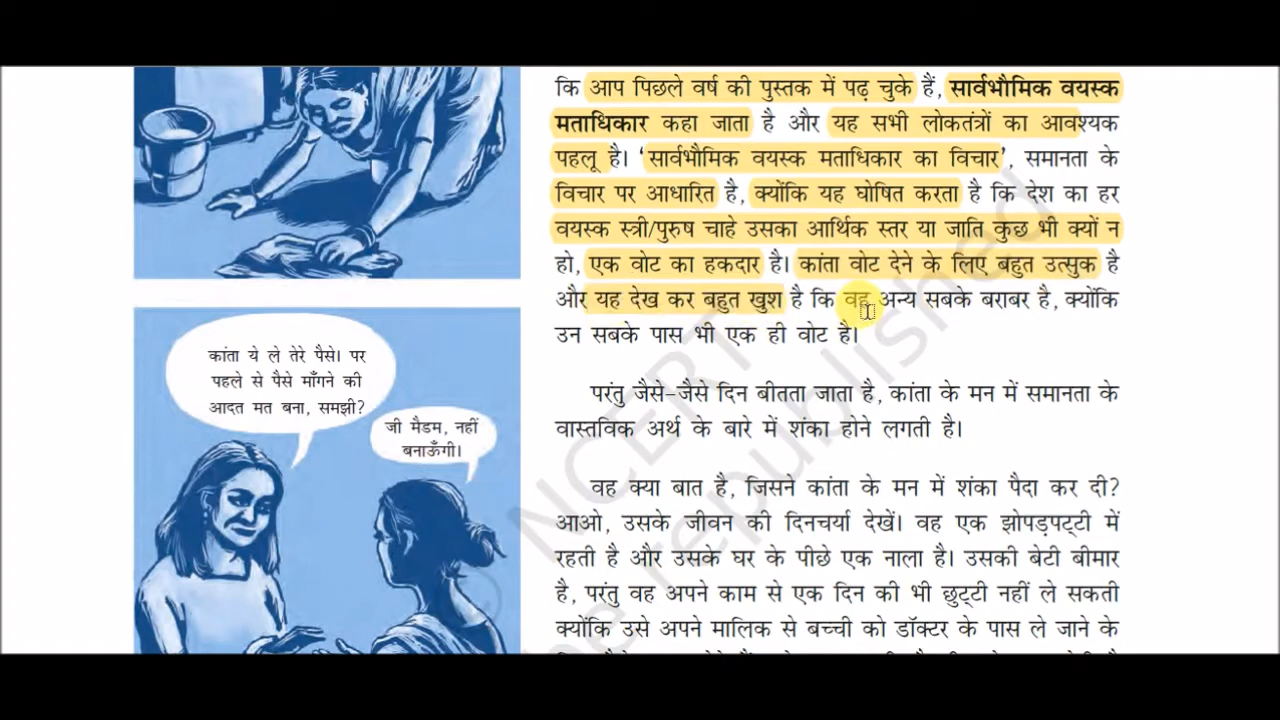 कि आप पिछले वर्ष की पुस्तक में पढ़ चुके हैं, सार्वभौमिक वयस्क
मताधिकार कहा जाता है और यह सभी लोकतंत्रों का आवश्यक
पहलू है। ‘सार्वभौमिक वयस्क मताधिकार का विचार’, समानता के
विचार पर आधारित है, क्योंकि यह घोषित करता है कि देश का हर
वयस्क स्त्री/पुरुष चाहे उसका आर्थिक स्तर या जाति कुछ भी क्यों न
हो, एक वोट का हकदार है। कांता वोट देने के लिए बहुत उत्सुक है
और यह देख कर बहुत खुश है कि वह अन्य सबके बराबर है, क्योंकि
उन सबके पास भी एक ही वोट है।
कांता ये ले तेरे पैसे। पर
पहले से पैसे माँगने की
आदत मत बना, समझी?
जी मैडम, नहीं
बनाऊँगी।
परंतु जैसे-जैसे दिन बीतता जाता है, कांता के मन में समानता के
वास्तविक अर्थ के बारे में शंका होने लगती है।
वह क्या बात है, जिसने कांता के मन में शंका पैदा कर दी?
आओ, उसके जीवन की दिनचर्या देखें। वह एक झोपड़पट्टी में
रहती है और उसके घर के पीछे एक नाला है। उसकी बेटी बीमार
है, परंतु वह अपने काम से एक दिन की भी छुट्टी नहीं ले सकती
क्योंकि उसे अपने मालिक से बच्ची को डॉक्टर के पास ले जाने के
© NCERT
be republished